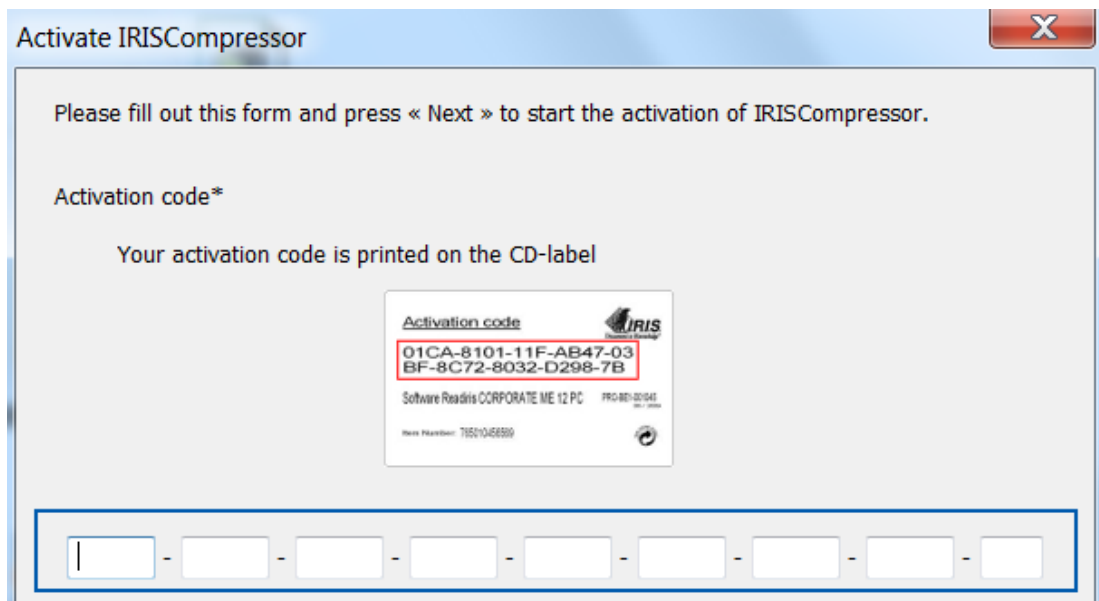 Activate IRISCompressor
Please fill out this form and press « Next » to start the activation of IRISCompressor.
Activation code*
Your activation code is printed on the CD-label
Activation code
IRIS
01CA-8101-11F-AB47-03
BF-8C72-8032-D298-7B
Software Readiris CORPORATE ME 12 PC
Item Number:
- - - - - - - -